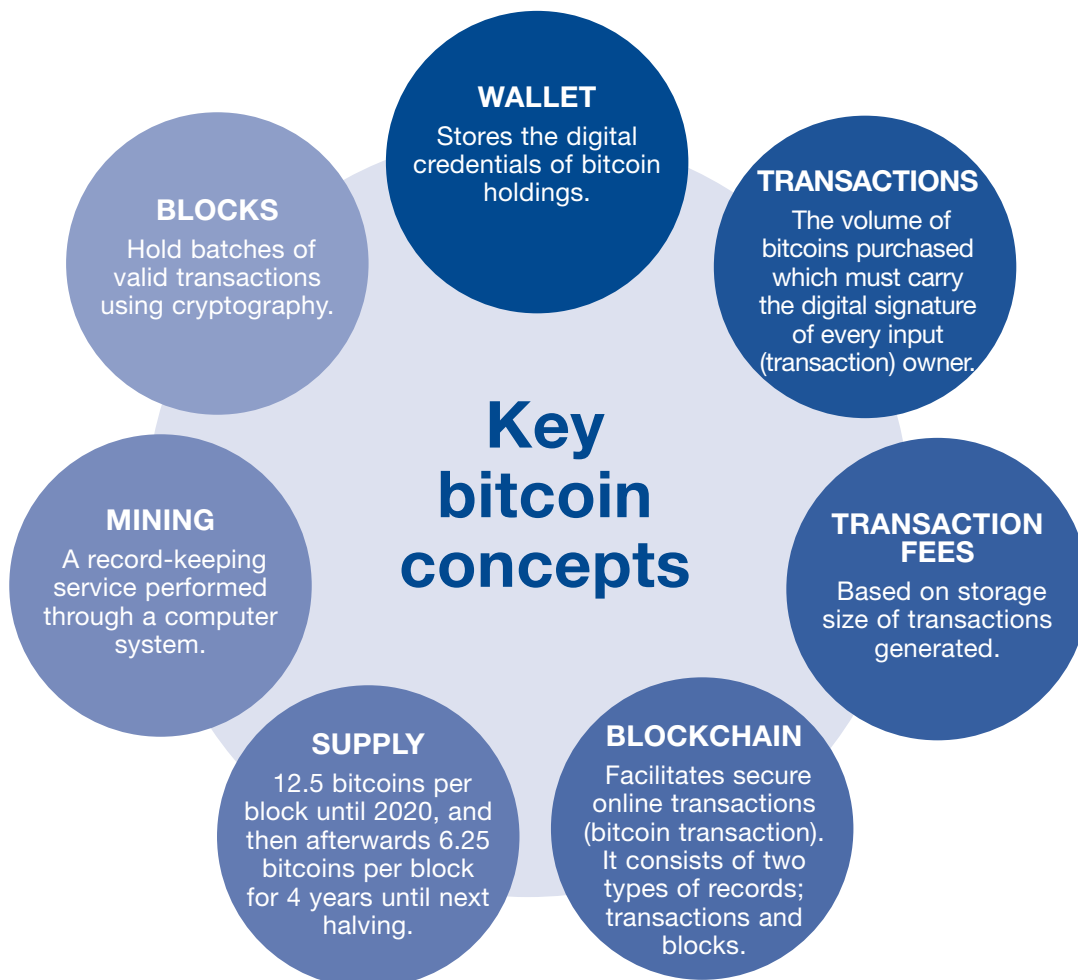 Key
bitcoin
concepts
WALLET
Stores the digital
credentials of bitcoin
holdings.
TRANSACTIONS
The volume of
bitcoins purchased
which must carry
the digital signature
of every input
(transaction) owner.
TRANSACTION
FEES
Based on storage
size of transactions
generated.
BLOCKCHAIN
Facilitates secure
online transactions
(bitcoin transaction).
It consists of two
types of records;
transactions and
blocks.
SUPPLY
12.5 bitcoins per
block until 2020, and
then afterwards 6.25
bitcoins per block
for 4 years until next
halving.
MINING
A record-keeping
service performed
through a computer
system.
BLOCKS
Hold batches of
valid transactions
using cryptography.